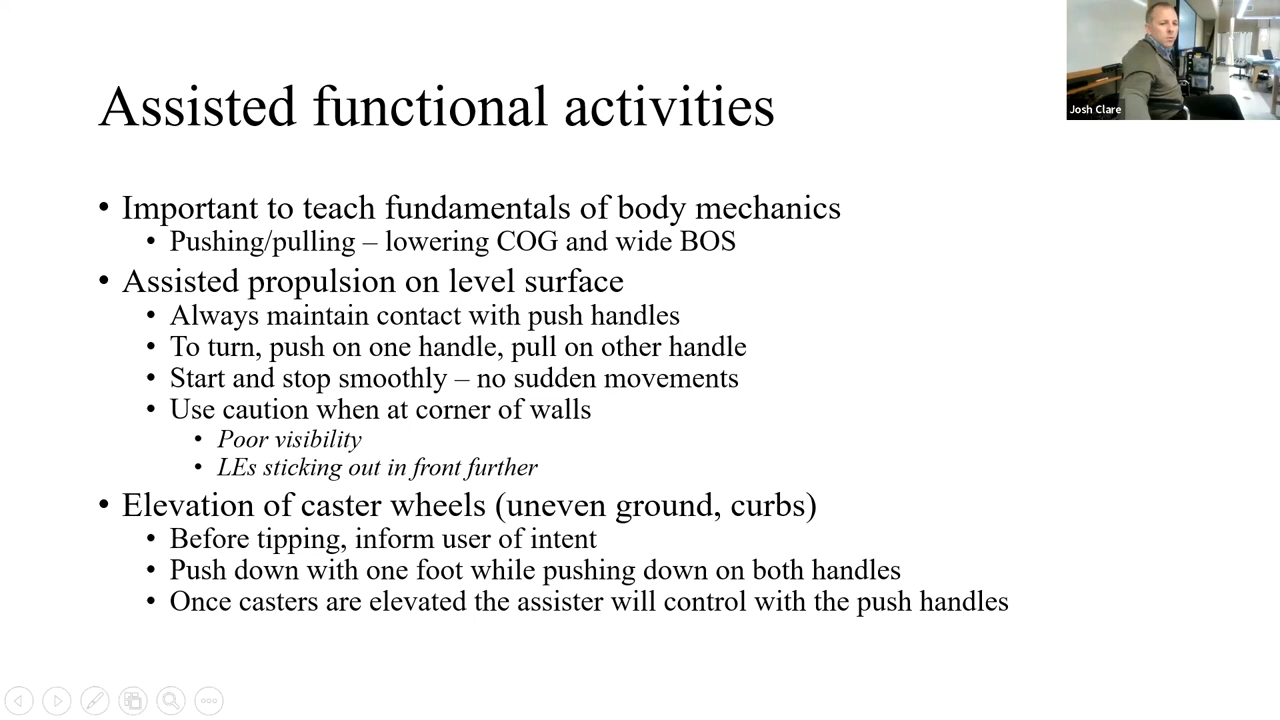 Josh Clare
Assisted functional activities
• Important to teach fundamentals of body mechanics
• Pushing/pulling – lowering COG and wide BOS
• Assisted propulsion on level surface
• Always maintain contact with push handles
• To turn, push on one handle, pull on other handle
• Start and stop smoothly – no sudden movements
• Use caution when at corner of walls
• Poor visibility
• LEs sticking out in front further
• Elevation of caster wheels (uneven ground, curbs)
• Before tipping, inform user of intent
• Push down with one foot while pushing down on both handles
• Once casters are elevated the assister will control with the push handles